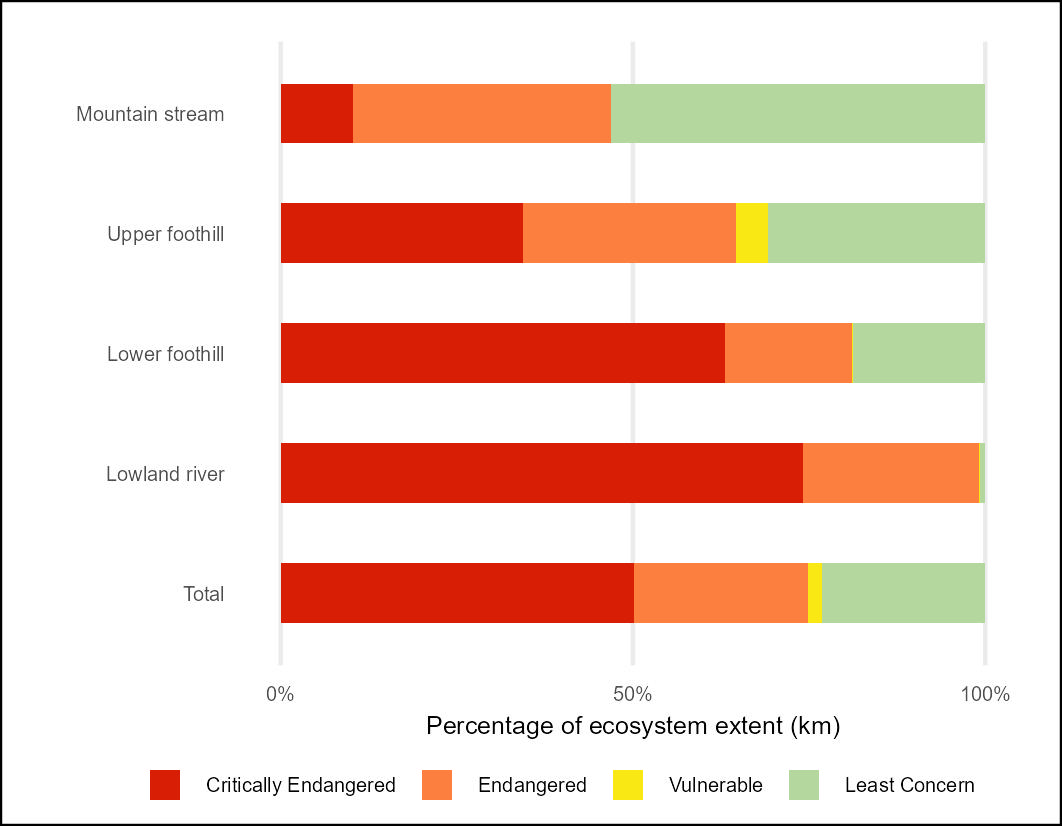 Mountain stream
Upper foothill
Lower foothill
Lowland river
Total
0% 50% 100%
Percentage of ecosystem extent (km)
Critically Endangered Endangered Vulnerable Least Concern